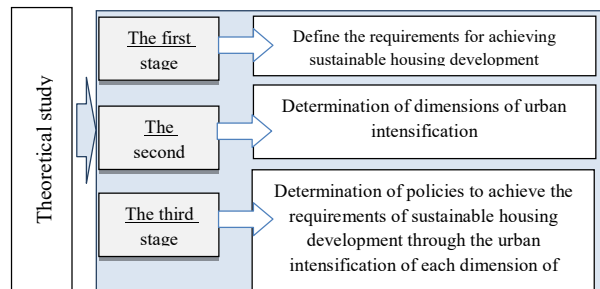 Theoretical study
The first
stage
Define the requirements for achieving
sustainable housing development
The
second
Determination of dimensions of urban
intensification
The third
stage
Determination of policies to achieve the
requirements of sustainable housing
development through the urban
intensification of each dimension of